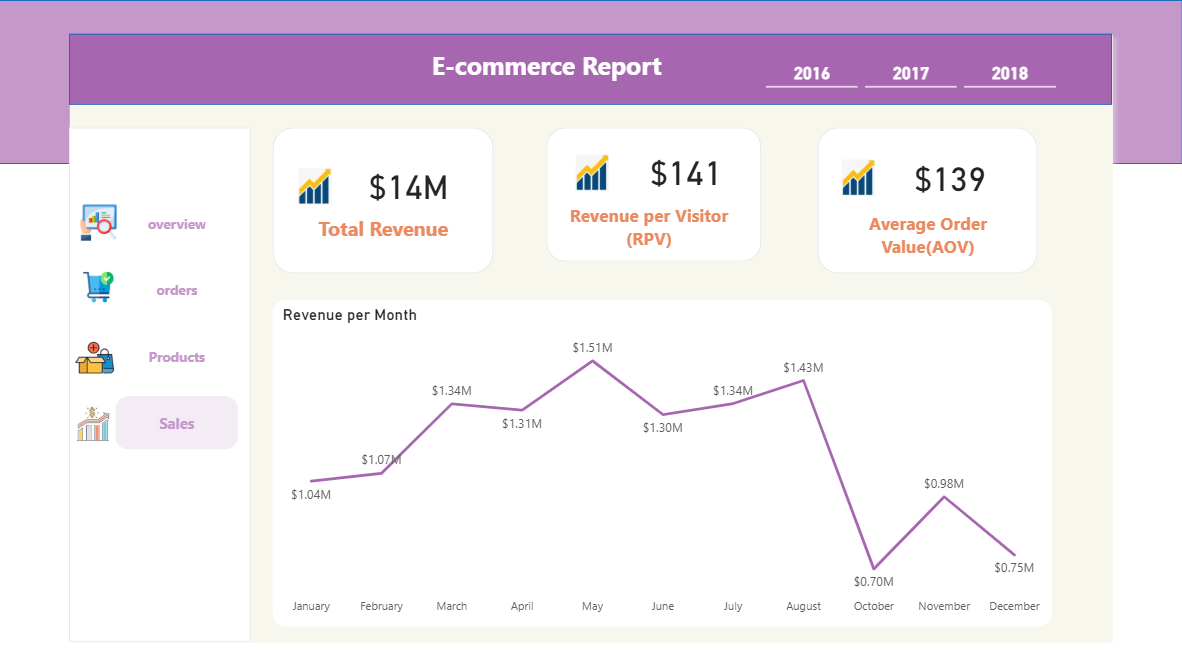 E-commerce Report
2016 2017 2018
overview
orders
Products
Sales
$14M
Total Revenue
$141
Revenue per Visitor
(RPV)
$139
Average Order
Value(AOV)
Revenue per Month
$1.04M
$1.07M
$1.34M
$1.31M
$1.51M
$1.30M
$1.34M
$1.43M
$0.70M
$0.98M
$0.75M
January February March April May June July August October November December